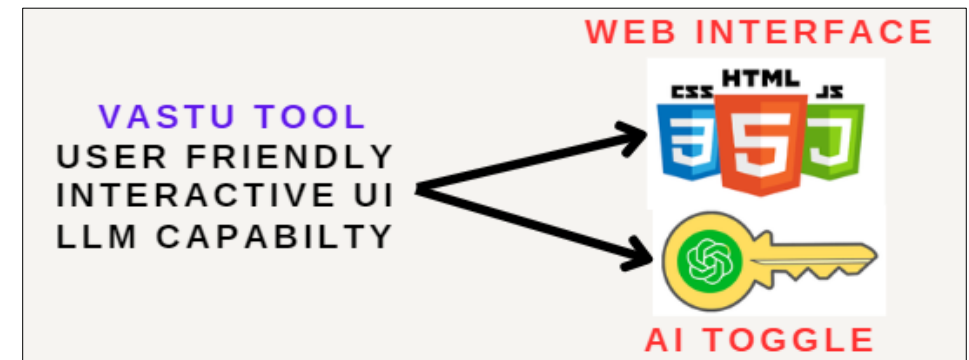 WEB INTERFACE
CSS HTML JS
VASTU TOOL
USER FRIENDLY
INTERACTIVE UI
LLM CAPABILTY
AI TOGGLE